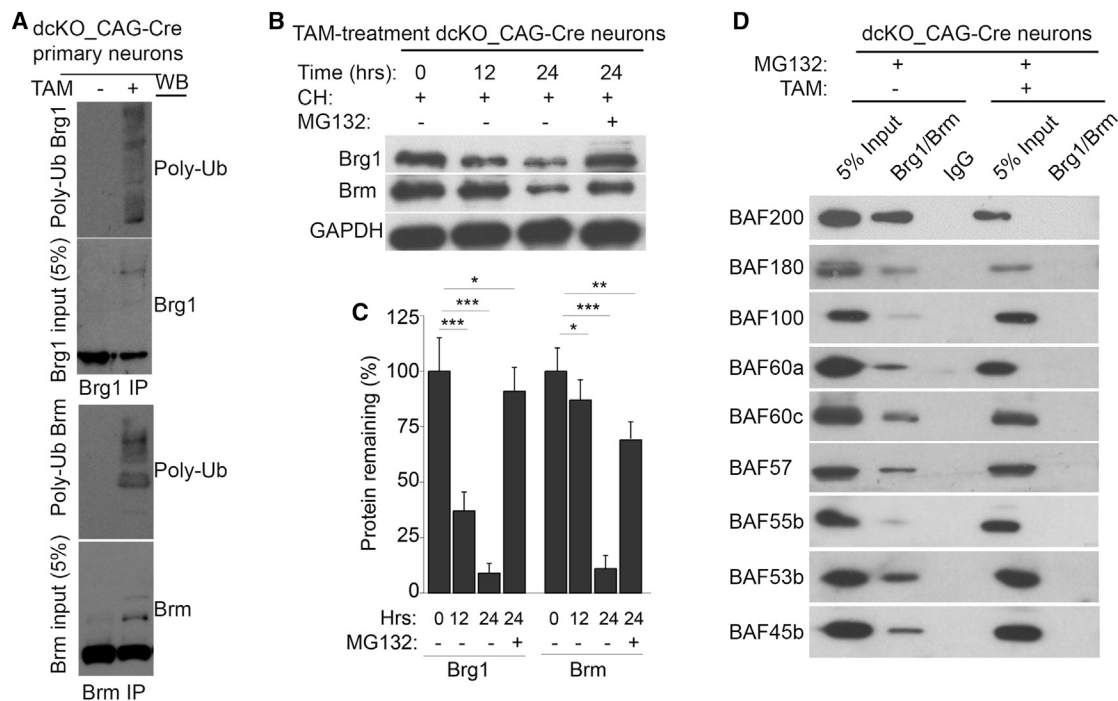 A
dcKO_CAG-Cre
primary neurons
TAM - + WB
Poly-Ub Brg1
Poly-Ub
Brg1 input (5%)
Brg1
Brg1 IP
Poly-Ub Brm
Poly-Ub
Brm input (5%)
Brm
Brm IP
B
TAM-treatment dcKO_CAG-Cre neurons
Time (hrs): 0 12 24 24
CH: + + + +
MG132: - - - +
Brg1
Brm
GAPDH
C
Protein remaining (%)
125
100
75
50
25
0
* *** ***
** *** *
Hrs: 0 12 24 24 0 12 24 24
MG132: - - - + - - - +
Brg1 Brm
D
dcKO_CAG-Cre neurons
MG132: + +
TAM: - +
5% Input Brg1/Brm IgG 5% Input Brg1/Brm
BAF200
BAF180
BAF100
BAF60a
BAF60c
BAF57
BAF55b
BAF53b
BAF45b